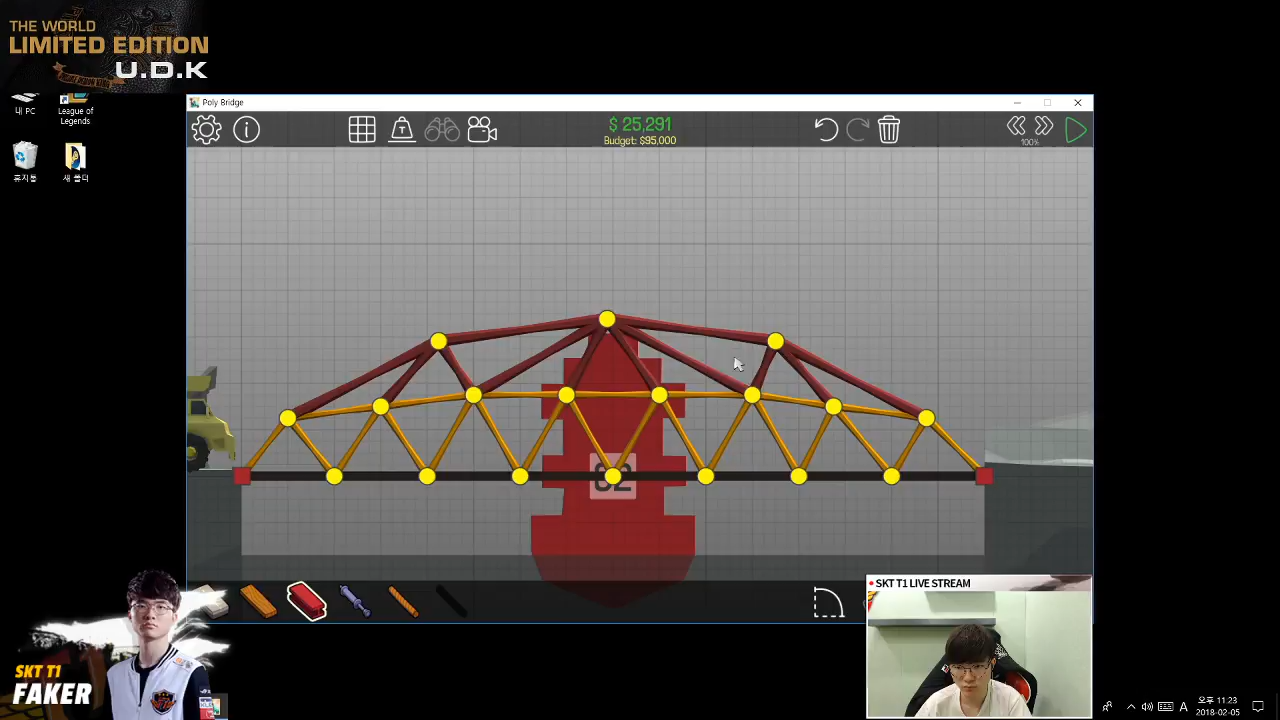 THE WORLD
LIMITED EDITION
U.D.K
내 PC
League of
Legends
휴지통
새 폴더
Poly Bridge
T
$ 25,291
Budget: $95,000
100%
02
SKT T1 LIVE STREAM
SKT T1
FAKER
A
오후 11:23
2018-02-05